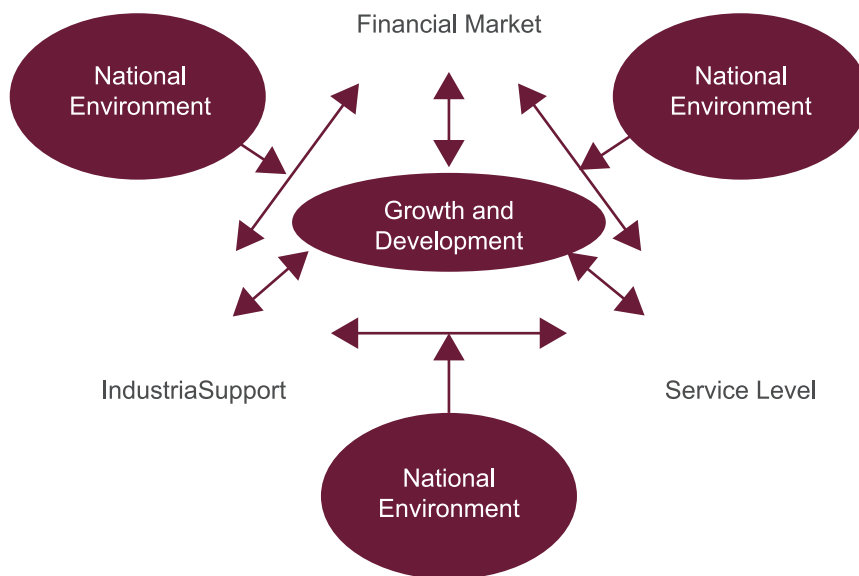 Financial Market
National
Environment
National
Environment
Growth and
Development
IndustriaSupport
Service Level
National
Environment